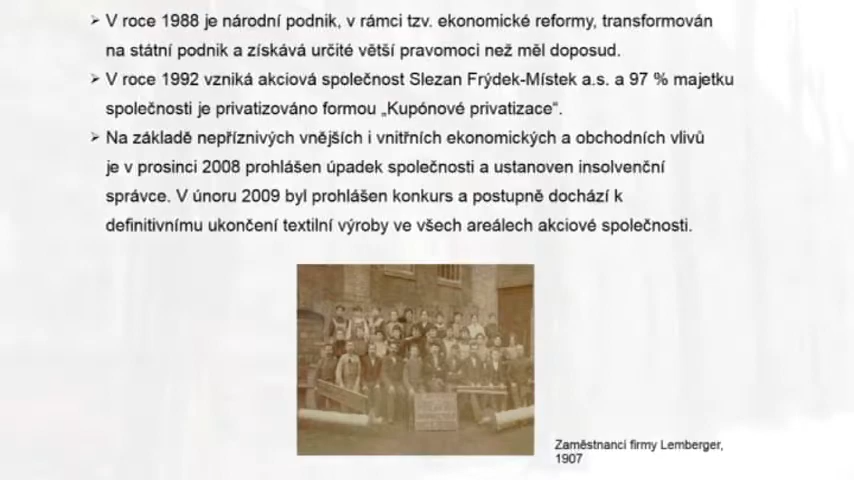 ➢ V roce 1988 je národní podnik, v rámci tzv. ekonomické reformy, transformován
na státní podnik a získává určité větší pravomoci než měl doposud.
➢ V roce 1992 vzniká akciová společnost Slezan Frýdek-Místek a.s. a 97 % majetku
společnosti je privatizováno formou „Kupónové privatizace“.
➢ Na základě nepříznivých vnějších i vnitřních ekonomických a obchodních vlivů
je v prosinci 2008 prohlášen úpadek společnosti a ustanoven insolvenční
správce. V únoru 2009 byl prohlášen konkurs a postupně dochází k
definitivnímu ukončení textilní výroby ve všech areálech akciové společnosti.
Zaměstnanci firmy Lemberger,
1907